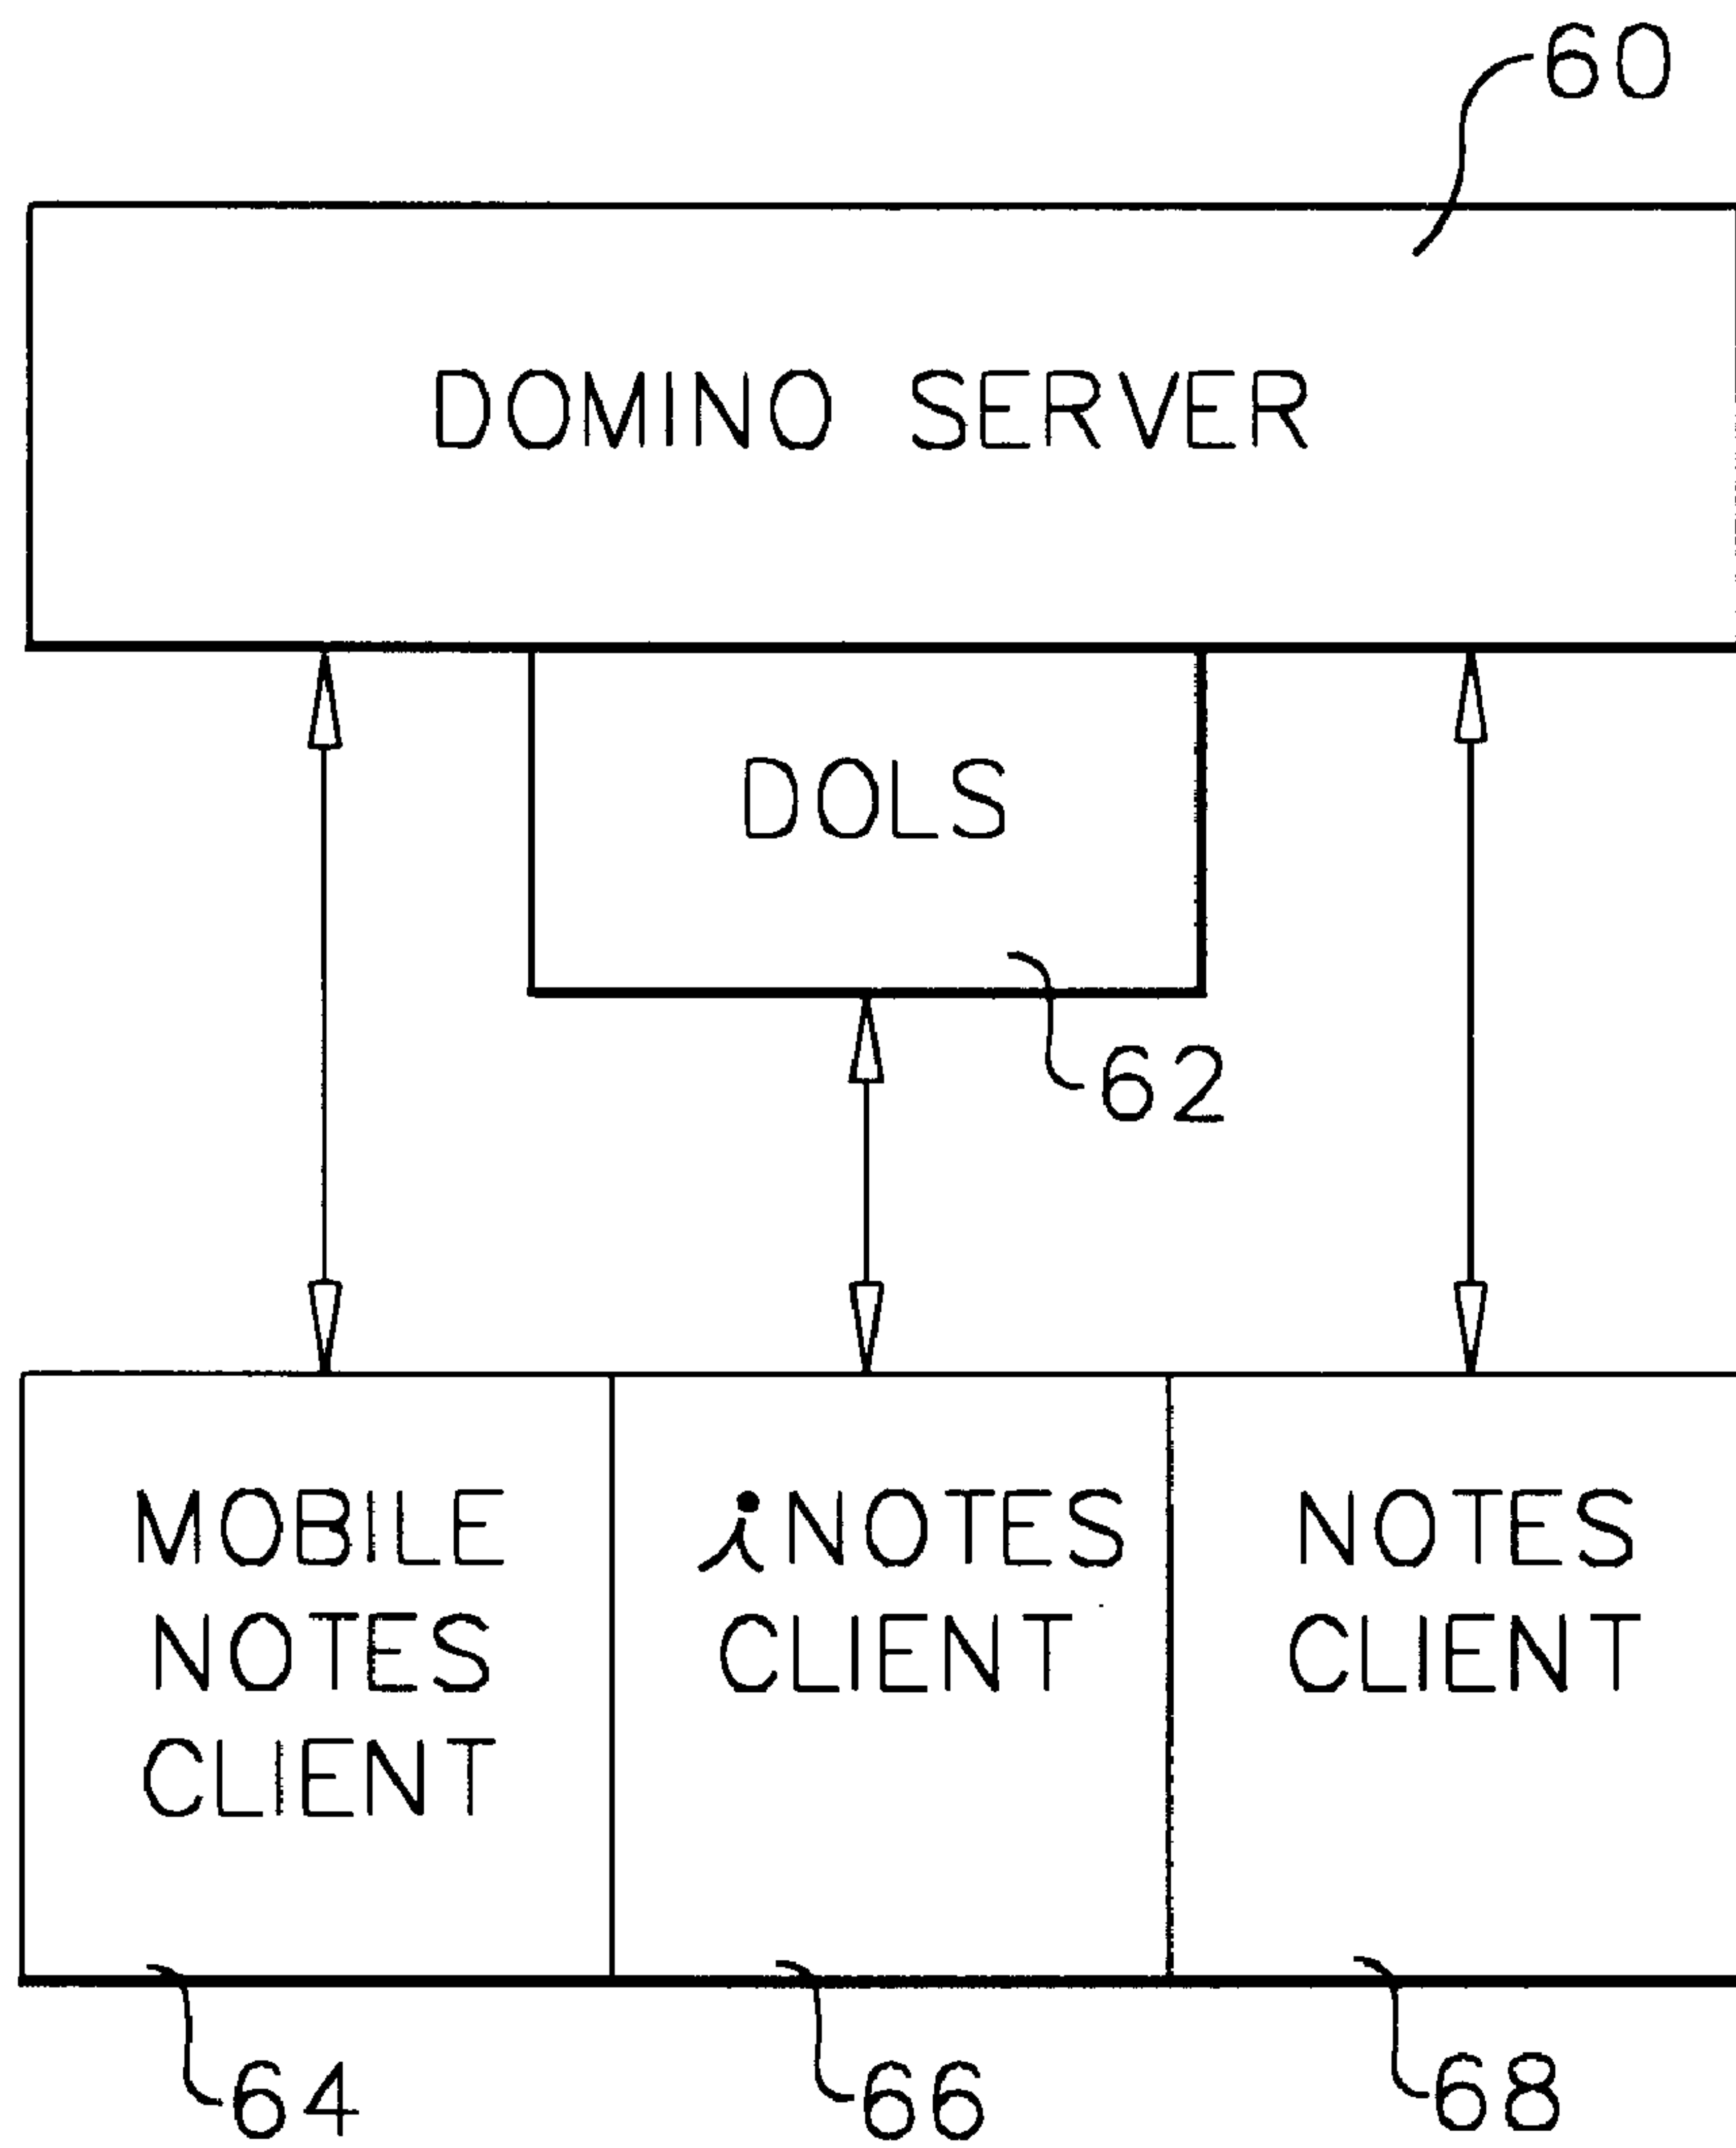 60
DOMINO SERVER
DOLS
62
MOBILE
NOTES
CLIENT
iNOTES
CLIENT
NOTES
CLIENT
64
66
68